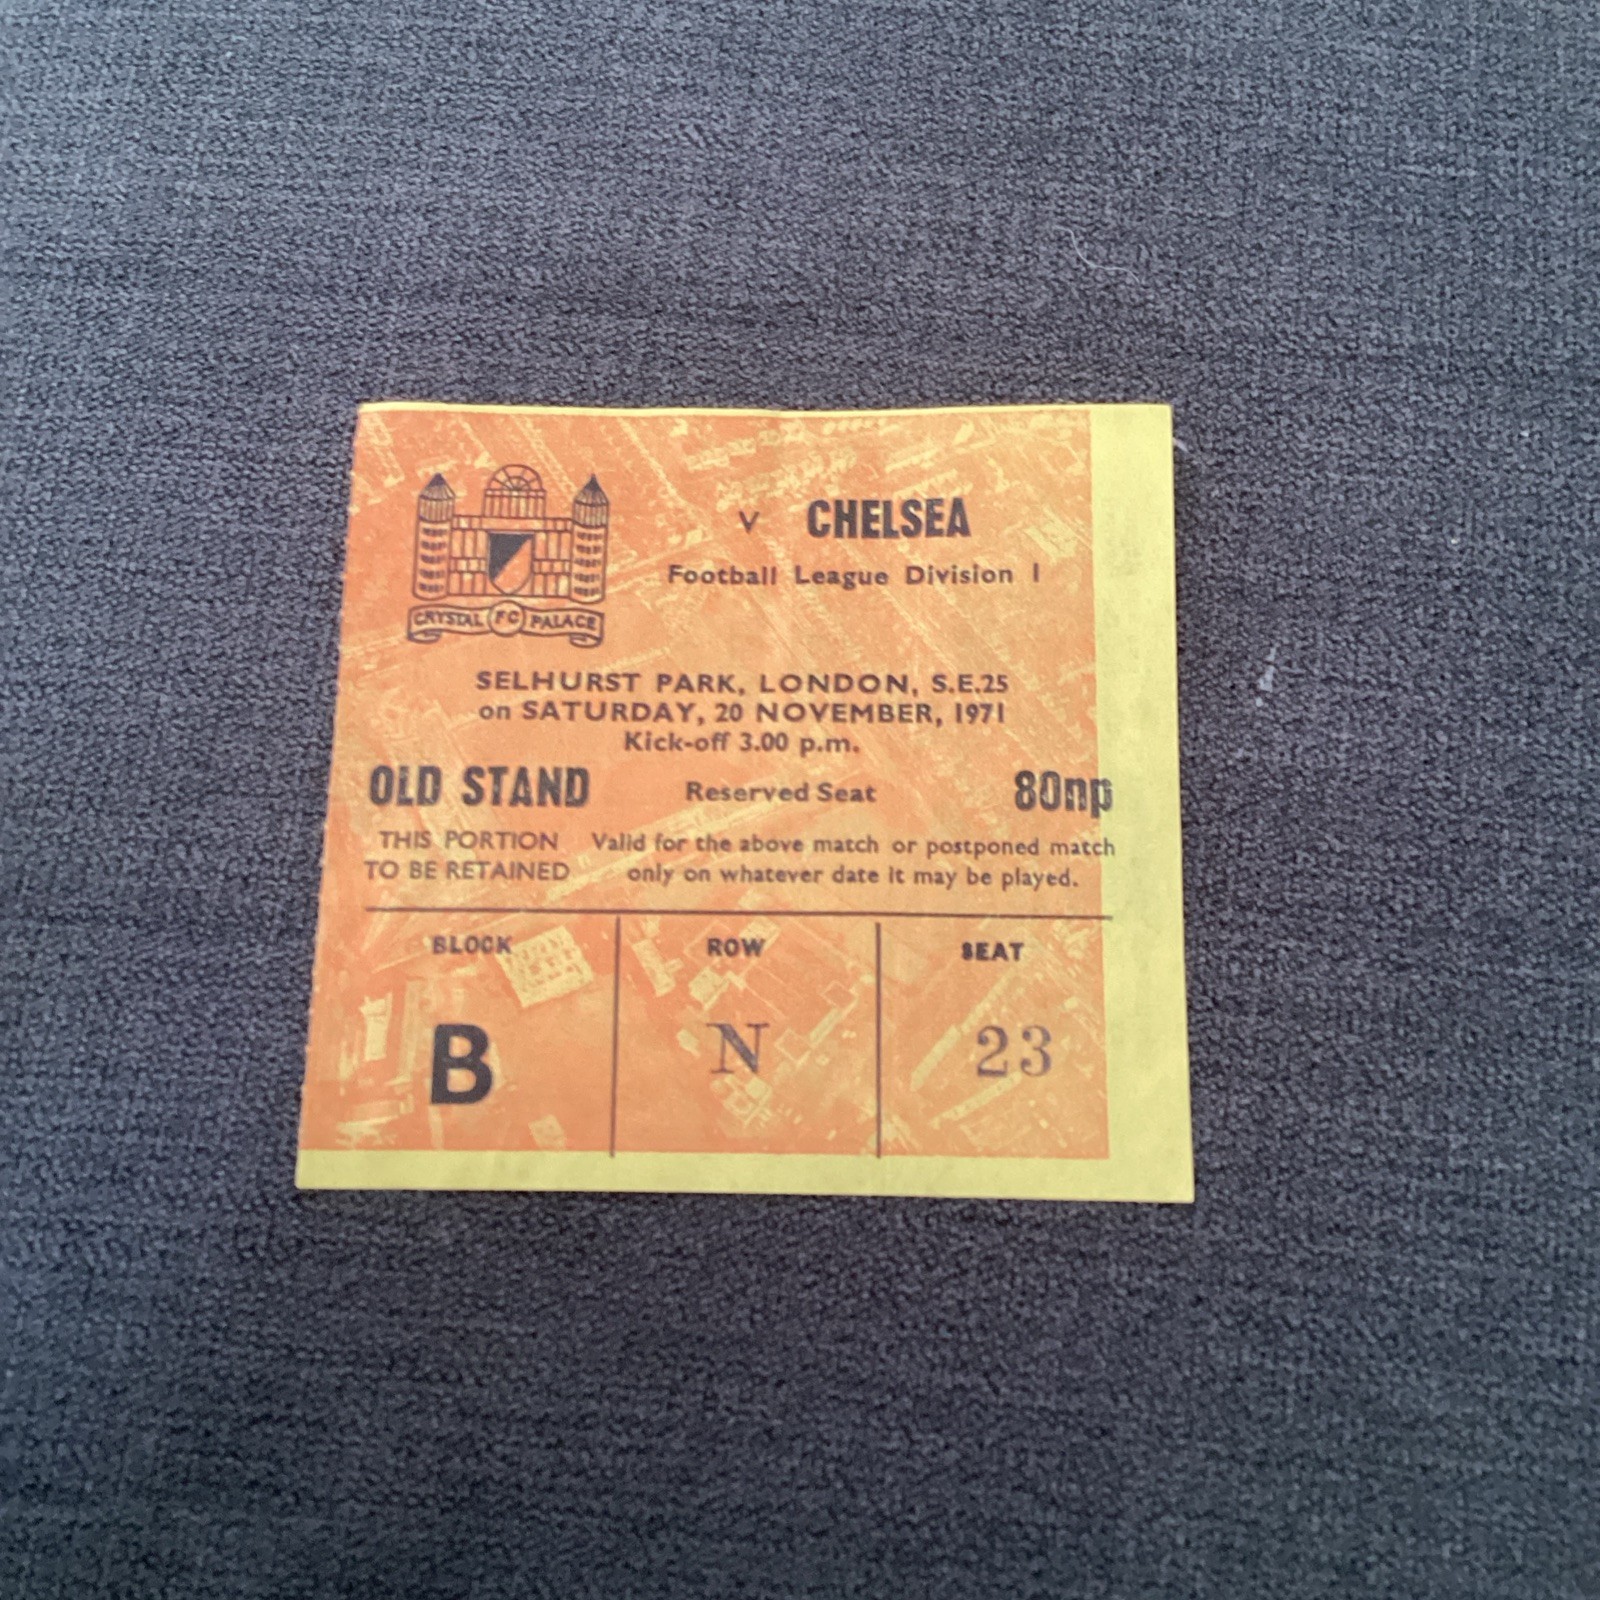 CRYSTAL FC PALACE
v CHELSEA
Football League Division 1
SELHURST PARK, LONDON, S.E.25
on SATURDAY, 20 NOVEMBER, 1971
Kick-off 3.00 p.m.
OLD STAND Reserved Seat 80np
THIS PORTION Valid for the above match or postponed match
TO BE RETAINED only on whatever date it may be played.
BLOCK ROW SEAT
B N 23